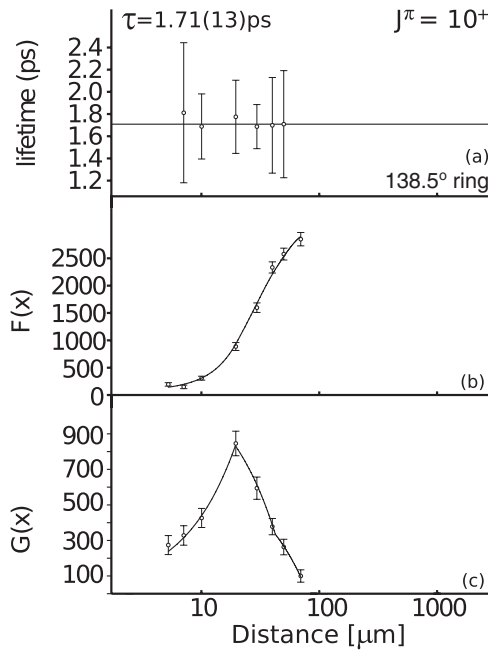 τ=1.71(13)ps
J^π = 10^+
lifetime (ps)
2.4
2.2
2.0
1.8
1.6
1.4
1.2
(a)
138.5° ring
F(x)
2500
2000
1500
1000
500
0
(b)
G(x)
900
700
500
300
100
(c)
10 100 1000
Distance [μm]